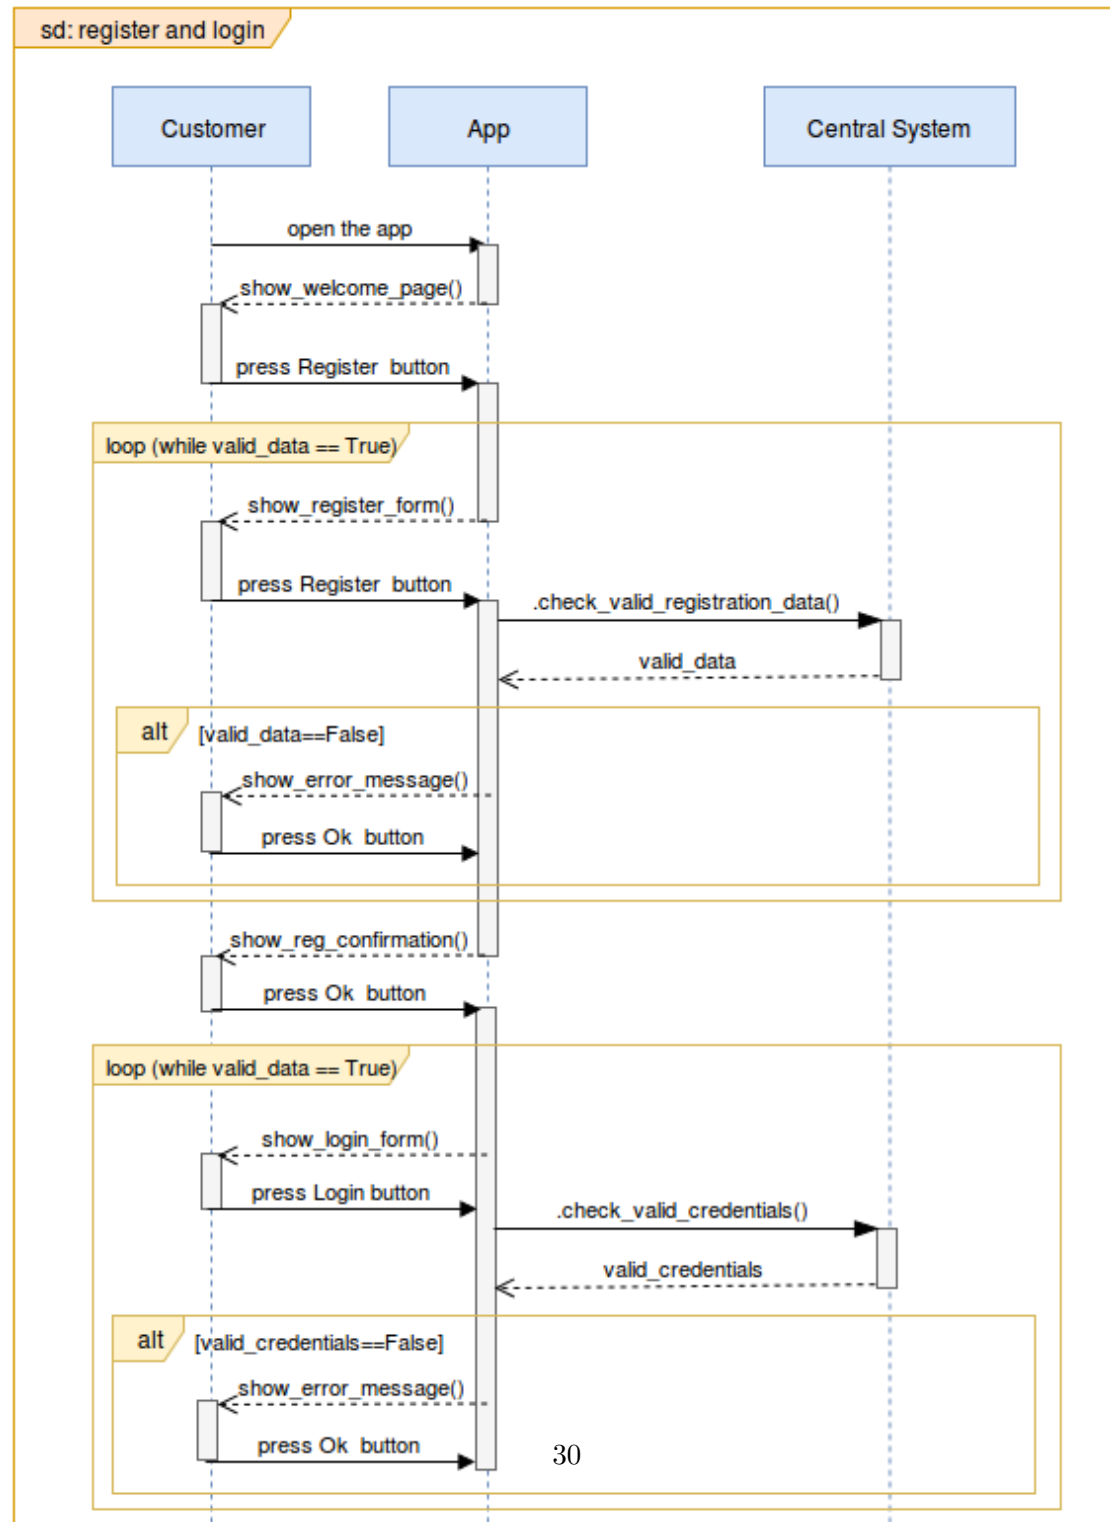 sd: register and login
Customer
App
Central System
open the app
show_welcome_page()
press Register  button
loop (while valid_data == True)
show_register_form()
press Register  button
.check_valid_registration_data()
valid_data
alt
[valid_data==False]
show_error_message()
press Ok  button
show_reg_confirmation()
press Ok  button
loop (while valid_data == True)
show_login_form()
press Login button
.check_valid_credentials()
valid_credentials
alt
[valid_credentials==False]
show_error_message()
press Ok  button
30